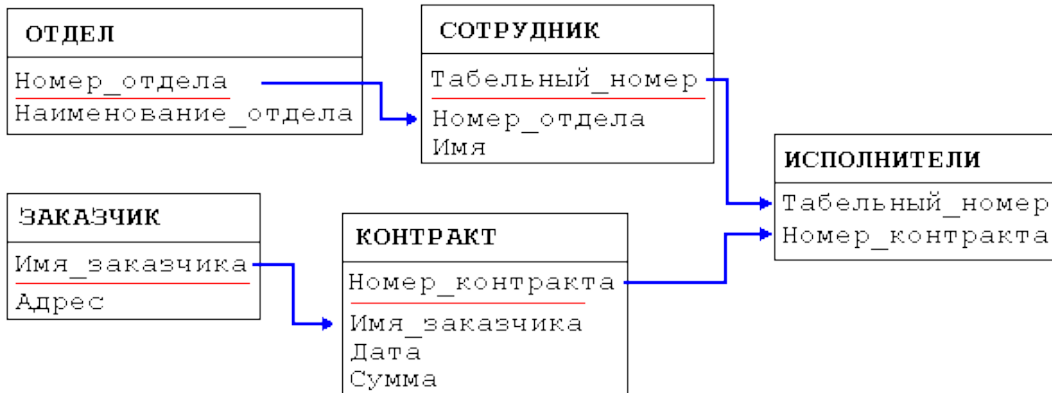 ОТДЕЛ
Номер_отдела
Наименование_отдела
СОТРУДНИК
Табельный_номер
Номер_отдела
Имя
ИСПОЛНИТЕЛИ
Табельный_номер
Номер_контракта
ЗАКАЗЧИК
Имя_заказчика
Адрес
КОНТРАКТ
Номер_контракта
Имя_заказчика
Дата
Сумма